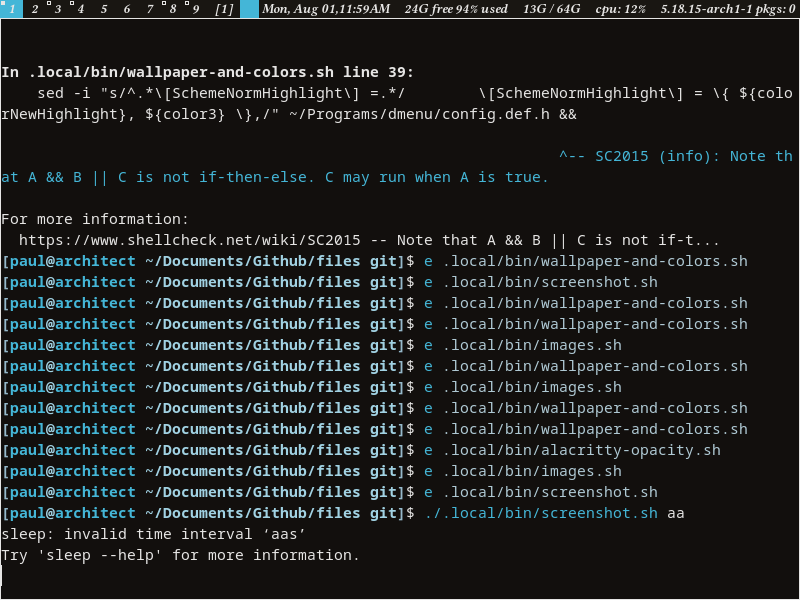 1 2 3 4 5 6 7 8 9 [1] Mon, Aug 01,11:59AM 24G free 94% used 13G / 64G cpu: 12% 5.18.15-arch1-1 pkgs: 0
In .local/bin/wallpaper-and-colors.sh line 39:
    sed -i "s/^.*\[SchemeNormHighlight\] =.*/        \[SchemeNormHighlight\] = \{ ${colo
rNewHighlight}, ${color3} \},/" ~/Programs/dmenu/config.def.h &&
^-- SC2015 (info): Note th
at A && B || C is not if-then-else. C may run when A is true.
For more information:
  https://www.shellcheck.net/wiki/SC2015 -- Note that A && B || C is not if-t...
[paul@architect ~/Documents/Github/files git]$ e .local/bin/wallpaper-and-colors.sh
[paul@architect ~/Documents/Github/files git]$ e .local/bin/screenshot.sh
[paul@architect ~/Documents/Github/files git]$ e .local/bin/wallpaper-and-colors.sh
[paul@architect ~/Documents/Github/files git]$ e .local/bin/wallpaper-and-colors.sh
[paul@architect ~/Documents/Github/files git]$ e .local/bin/images.sh
[paul@architect ~/Documents/Github/files git]$ e .local/bin/wallpaper-and-colors.sh
[paul@architect ~/Documents/Github/files git]$ e .local/bin/images.sh
[paul@architect ~/Documents/Github/files git]$ e .local/bin/wallpaper-and-colors.sh
[paul@architect ~/Documents/Github/files git]$ e .local/bin/wallpaper-and-colors.sh
[paul@architect ~/Documents/Github/files git]$ e .local/bin/alacritty-opacity.sh
[paul@architect ~/Documents/Github/files git]$ e .local/bin/images.sh
[paul@architect ~/Documents/Github/files git]$ e .local/bin/screenshot.sh
[paul@architect ~/Documents/Github/files git]$ ./.local/bin/screenshot.sh aa
sleep: invalid time interval ‘aas’
Try 'sleep --help' for more information.